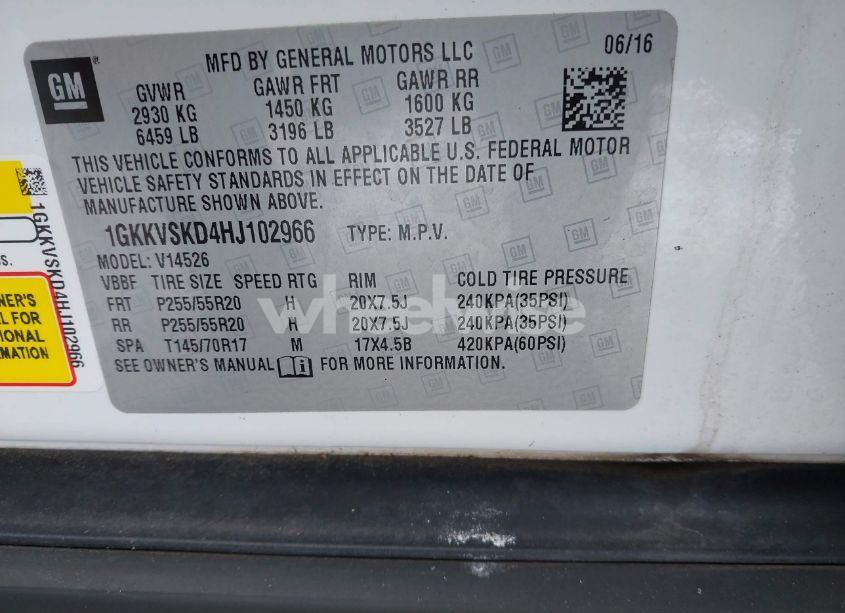 GM
MFD BY GENERAL MOTORS LLC
06/16
GVWR GAWR FRT GAWR RR
2930 KG 1450 KG 1600 KG
6459 LB 3196 LB 3527 LB
THIS VEHICLE CONFORMS TO ALL APPLICABLE U.S. FEDERAL MOTOR
VEHICLE SAFETY STANDARDS IN EFFECT ON THE DATE OF
MANUFACTURE SHOWN ABOVE.
1GKKVSKD4HJ102966 TYPE: M.P.V.
MODEL: V14526
VBBF TIRE SIZE SPEED RTG RIM COLD TIRE PRESSURE
FRT P255/55R20 H 20X7.5J 240KPA(35PSI)
RR P255/55R20 H 20X7.5J 240KPA(35PSI)
SPA T145/70R17 M 17X4.5B 420KPA(60PSI)
SEE OWNER'S MANUAL i FOR MORE INFORMATION.
1GKKVSKD4HJ102966